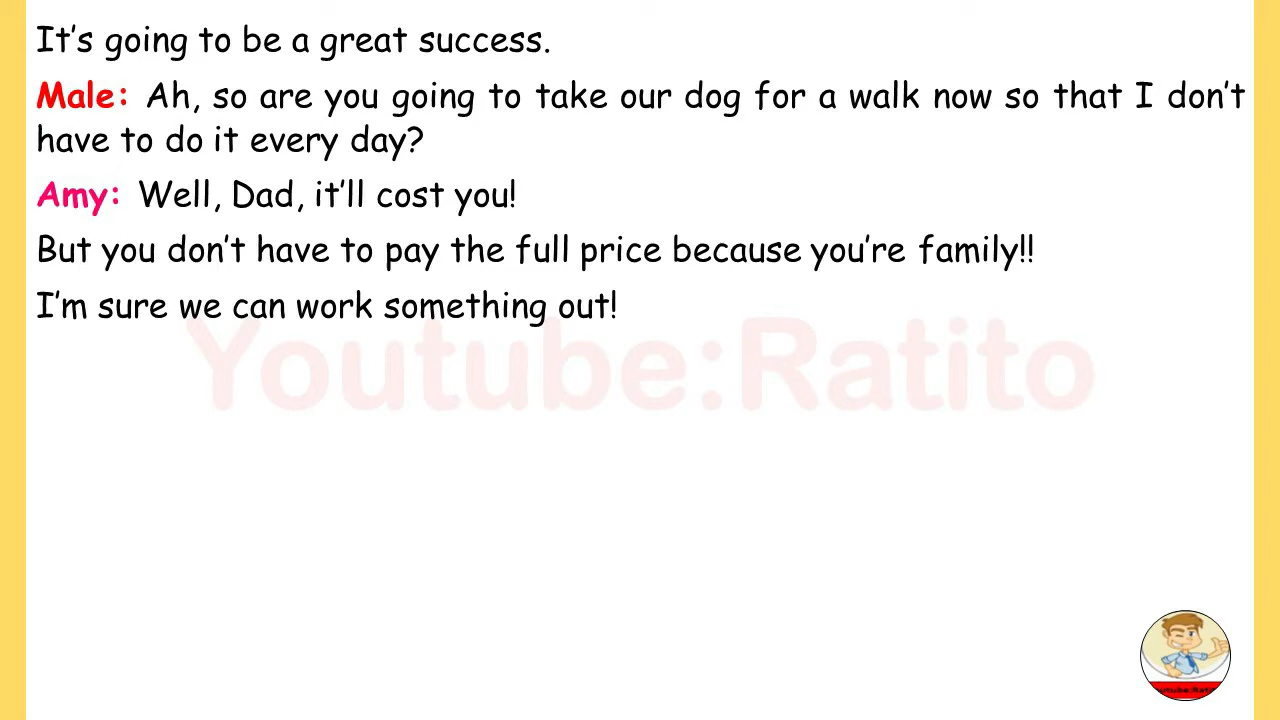 It’s going to be a great success.
Male: Ah, so are you going to take our dog for a walk now so that I don’t
have to do it every day?
Amy: Well, Dad, it’ll cost you!
But you don’t have to pay the full price because you’re family!!
I’m sure we can work something out!
Youtube:Ratito